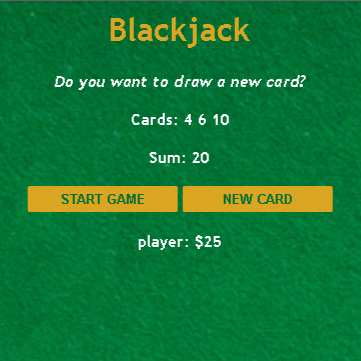 Blackjack
Do you want to draw a new card?
Cards: 4 6 10
Sum: 20
START GAME NEW CARD
player: $25